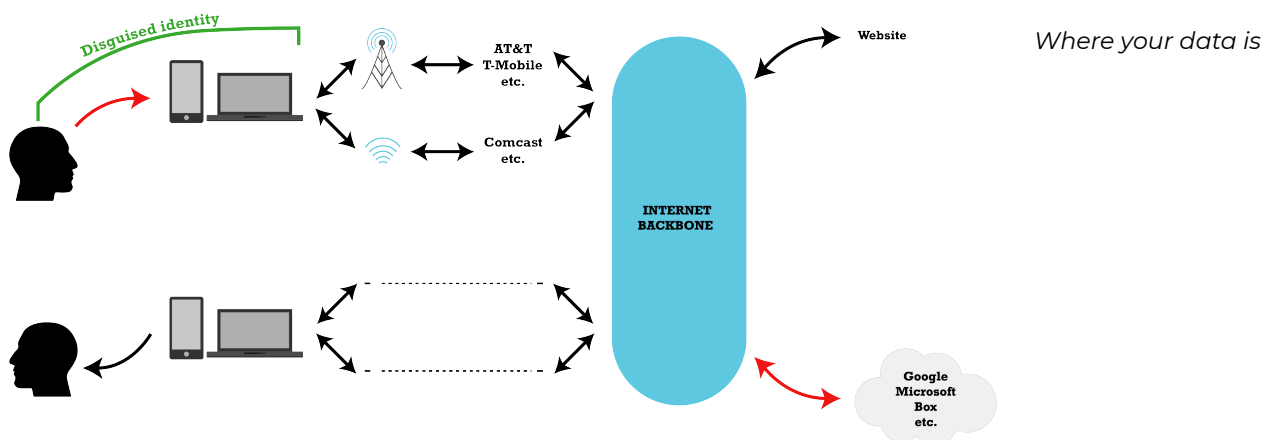 Disguised identity
AT&T
T-Mobile
etc.
Comcast
etc.
INTERNET
BACKBONE
Website
Where your data is
Google
Microsoft
Box
etc.